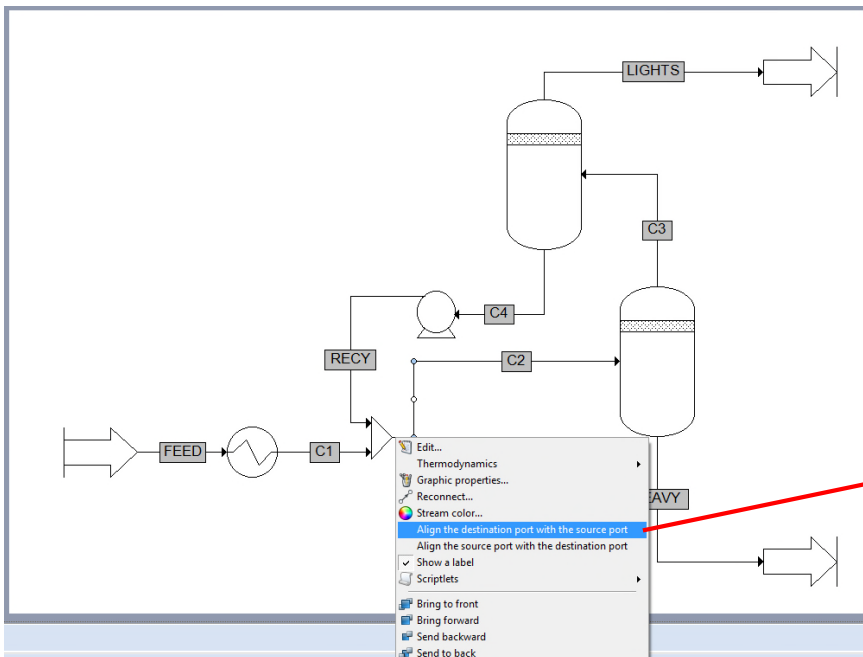 LIGHTS
C3
C4
RECY
C2
FEED
C1
Edit...
Thermodynamics
Graphic properties...
Reconnect...
Stream color...
EAVY
Align the destination port with the source port
Align the source port with the destination port
Show a label
Scriptlets
Bring to front
Bring forward
Send backward
Send to back